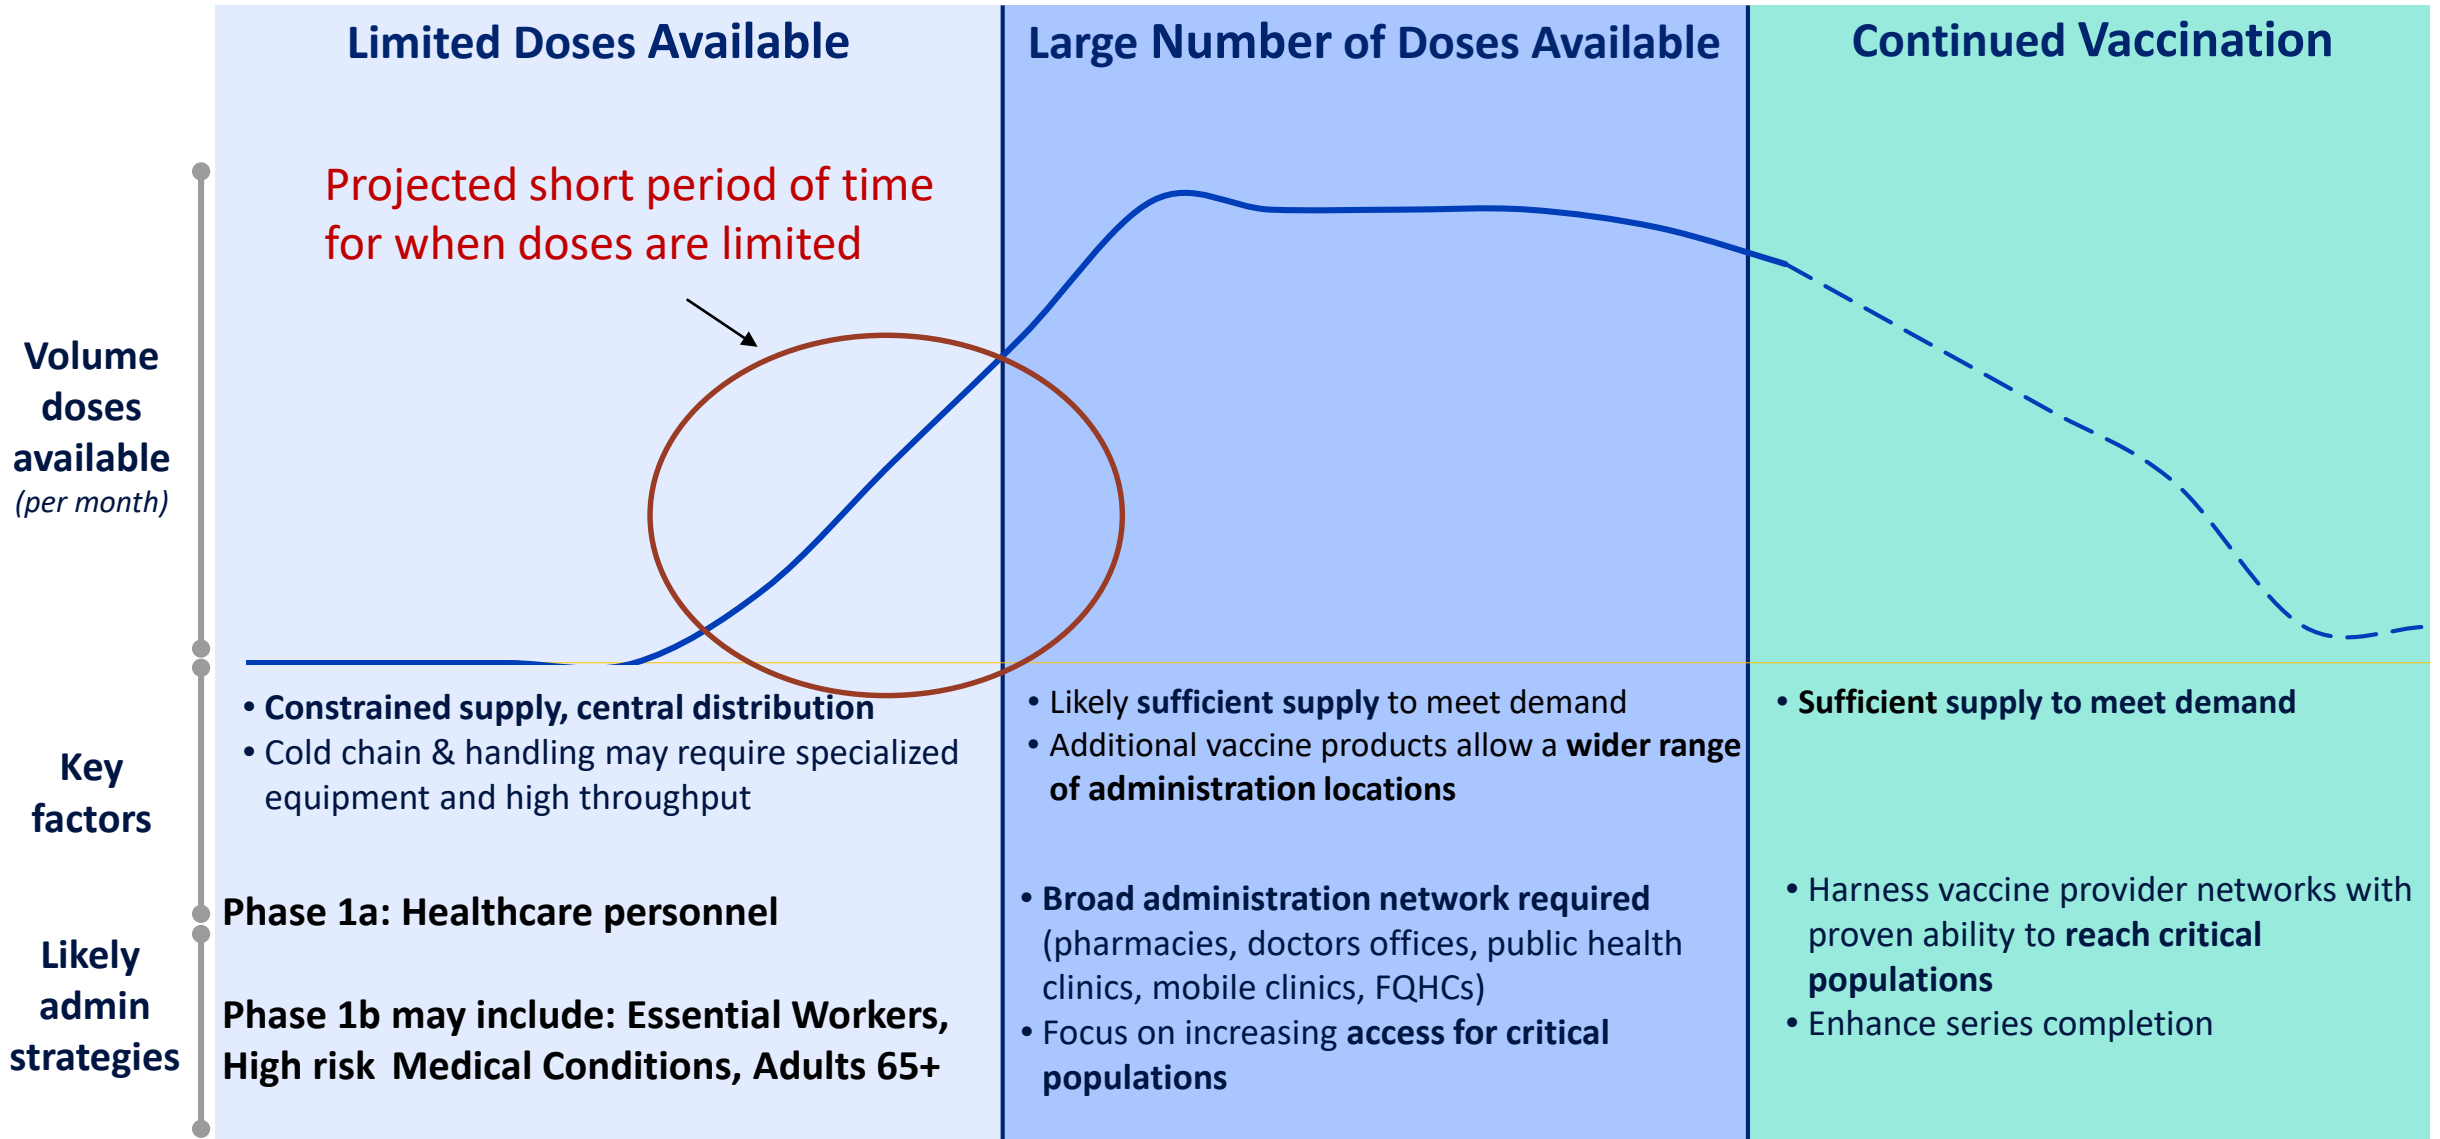 Limited Doses Available
Large Number of Doses Available
Continued Vaccination
Projected short period of time
for when doses are limited
Volume
doses
available
(per month)
Key
factors
• Constrained supply, central distribution
• Cold chain & handling may require specialized
equipment and high throughput
• Likely sufficient supply to meet demand
• Additional vaccine products allow a wider range
of administration locations
• Sufficient supply to meet demand
Likely
admin
strategies
Phase 1a: Healthcare personnel
Phase 1b may include: Essential Workers,
High risk Medical Conditions, Adults 65+
• Broad administration network required
(pharmacies, doctors offices, public health
clinics, mobile clinics, FQHCs)
• Focus on increasing access for critical
populations
• Harness vaccine provider networks with
proven ability to reach critical
populations
• Enhance series completion